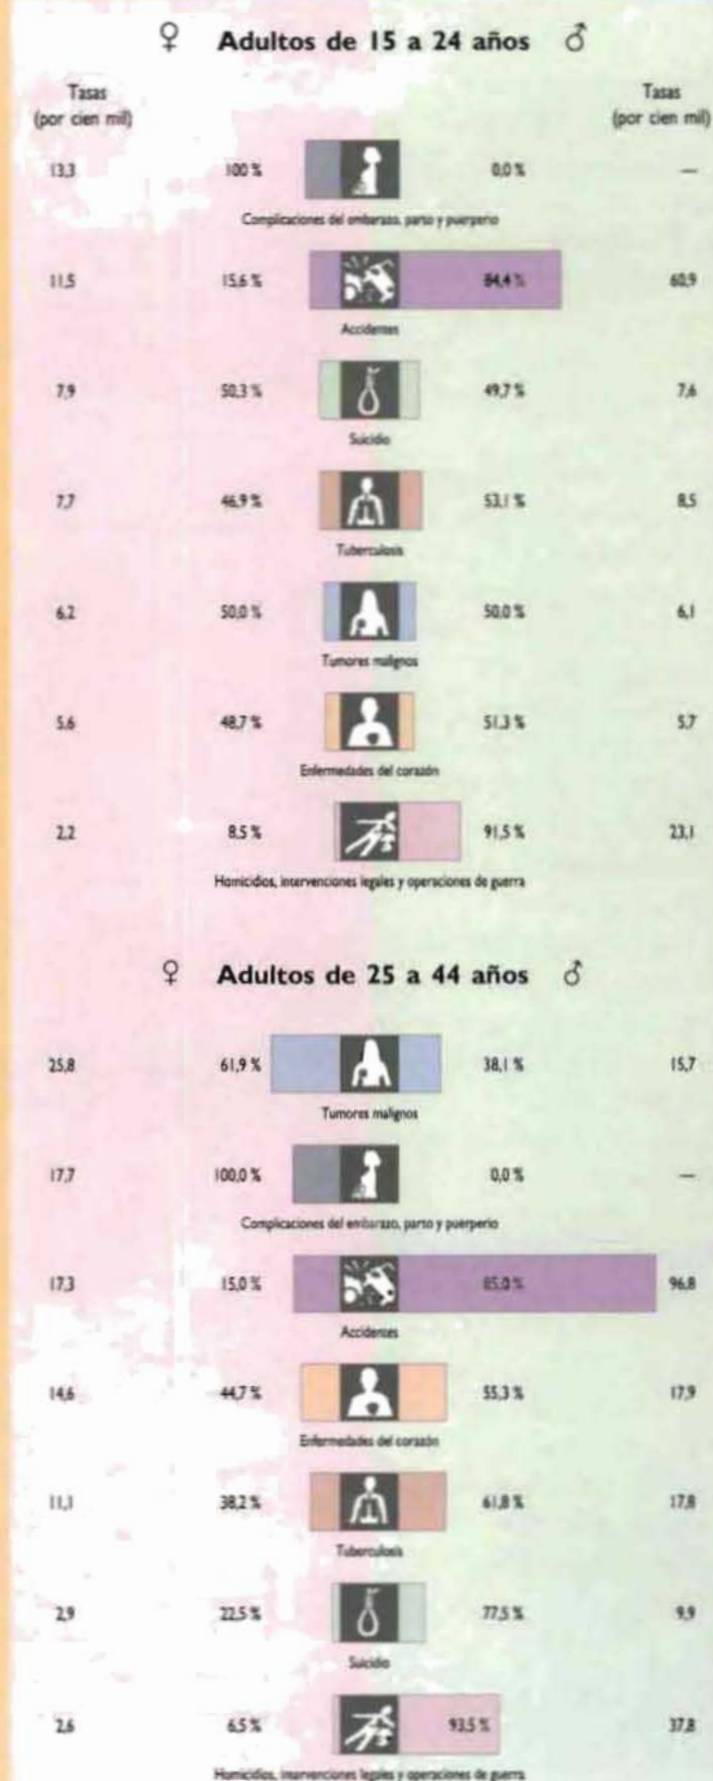 ♀ Adultos de 15 a 24 años ♂
Tasas Tasas
(por cien mil) (por cien mil)
13,3 100 % 0,0 % —
Complicaciones del embarazo, parto y puerperio
11,5 15,6 % 84,4 % 60,9
Accidentes
7,9 50,3 % 49,7 % 7,6
Suicidio
7,7 46,9 % 53,1 % 8,5
Tuberculosis
6,2 50,0 % 50,0 % 6,1
Tumores malignos
5,6 48,7 % 51,3 % 5,7
Enfermedades del corazón
2,2 8,5 % 91,5 % 23,1
Homicidios, intervenciones legales y operaciones de guerra
♀ Adultos de 25 a 44 años ♂
25,8 61,9 % 38,1 % 15,7
Tumores malignos
17,7 100,0 % 0,0 % —
Complicaciones del embarazo, parto y puerperio
17,3 15,0 % 85,0 % 96,8
Accidentes
14,6 44,7 % 55,3 % 17,9
Enfermedades del corazón
11,1 38,2 % 61,8 % 17,8
Tuberculosis
2,9 22,5 % 77,5 % 9,9
Suicidio
2,6 6,5 % 93,5 % 37,8
Homicidios, intervenciones legales y operaciones de guerra